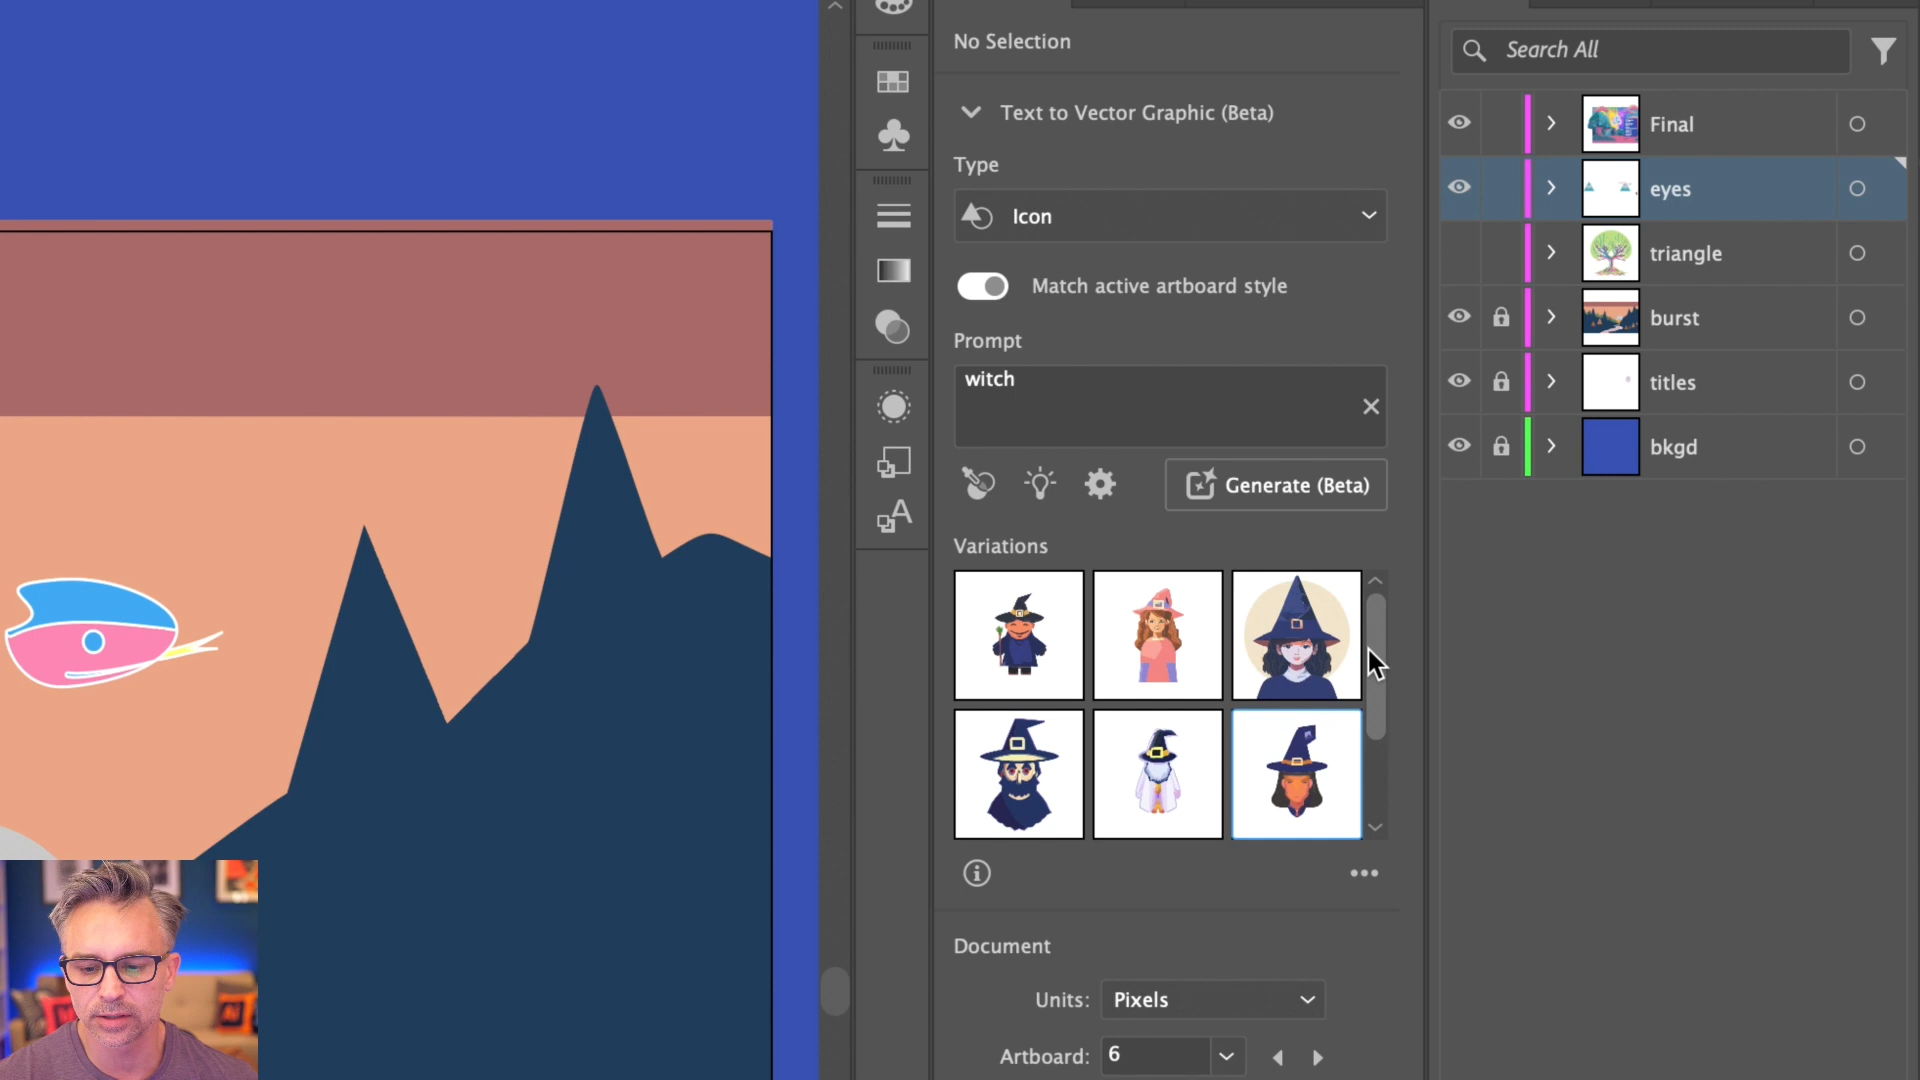 No Selection
Search All
Text to Vector Graphic (Beta)
Final
Type
eyes
Icon
triangle
Match active artboard style
burst
Prompt
witch
titles
bkgd
Generate (Beta)
Variations
Document
Units: Pixels
Artboard: 6
Ai